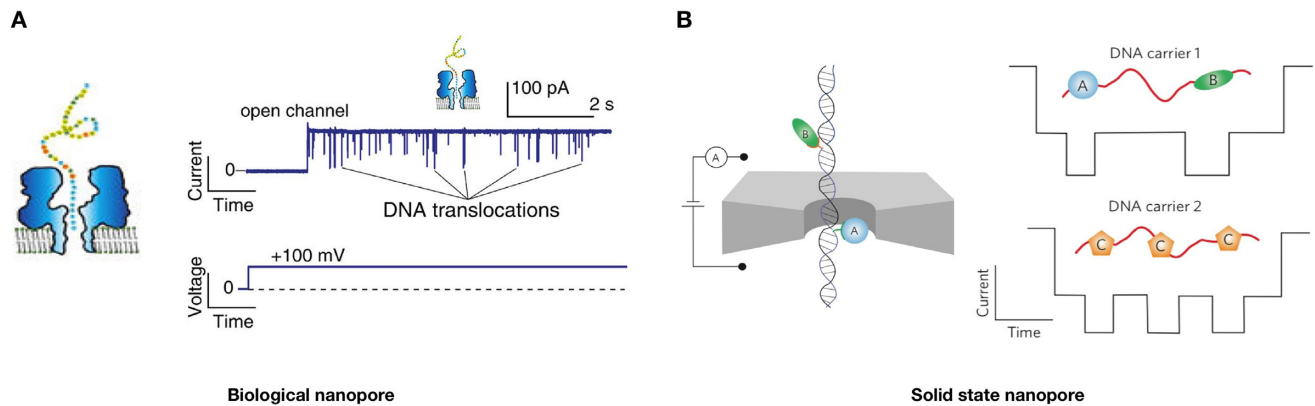 A
open channel
100 pA
2 s
Current
0
Time
DNA translocations
Voltage
+100 mV
0
Time
Biological nanopore
B
B
A
A
DNA carrier 1
A
B
DNA carrier 2
C
C
C
Current
Time
Solid state nanopore